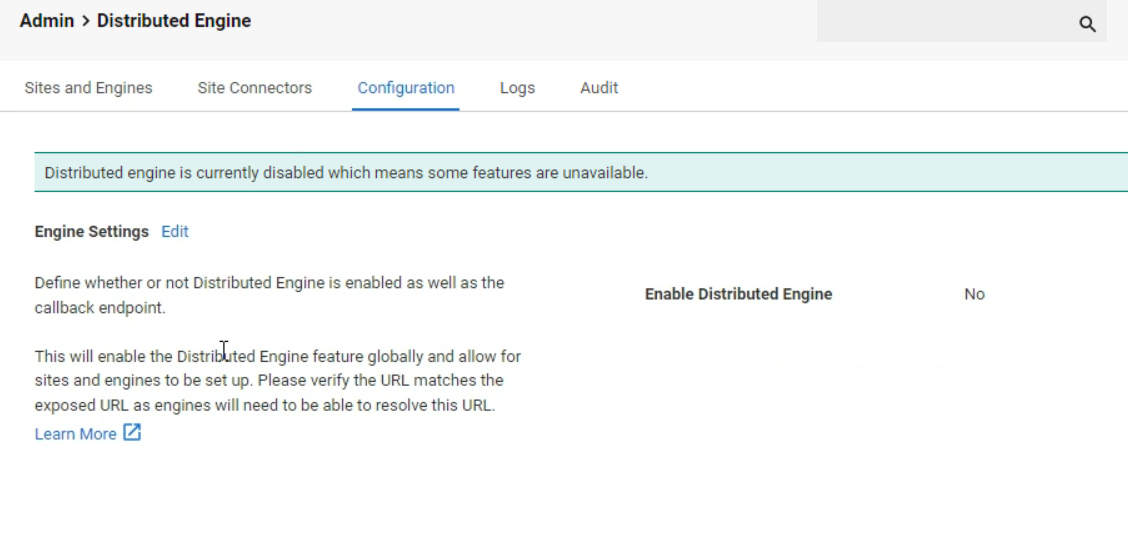 Admin > Distributed Engine
Sites and Engines
Site Connectors
Configuration
Logs
Audit
Distributed engine is currently disabled which means some features are unavailable.
Engine Settings Edit
Define whether or not Distributed Engine is enabled as well as the
callback endpoint.
Enable Distributed Engine No
This will enable the Distributed Engine feature globally and allow for
sites and engines to be set up. Please verify the URL matches the
exposed URL as engines will need to be able to resolve this URL.
Learn More